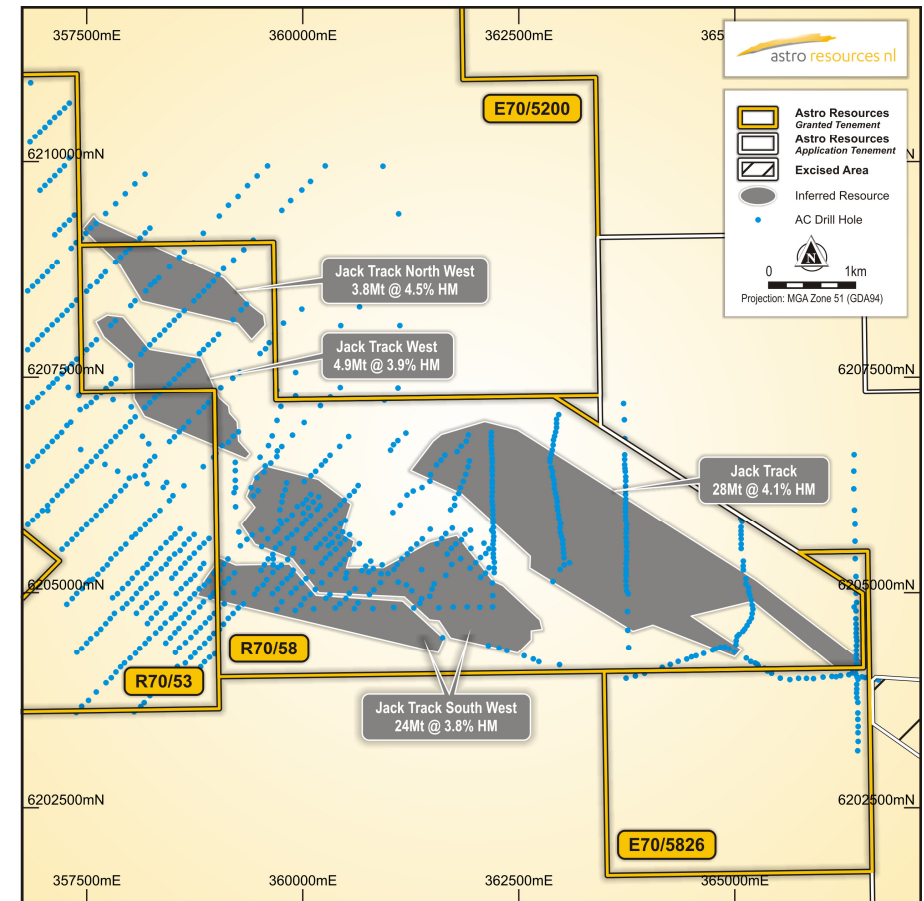 357500mE
360000mE
362500mE
365
astro resources nl
E70/5200
Astro Resources
Granted Tenement
Astro Resources
Application Tenement
Excised Area
Inferred Resource
AC Drill Hole
N
0
1km
Projection: MGA Zone 51 (GDA94)
6210000mN
N
Jack Track North West
3.8Mt @ 4.5% HM
Jack Track West
4.9Mt @ 3.9% HM
6207500mN
6207500mN
Jack Track
28Mt @ 4.1% HM
6205000mN
6205000mN
R70/58
R70/53
Jack Track South West
24Mt @ 3.8% HM
6202500mN
6202500mN
E70/5826
357500mE
360000mE
362500mE
365000mE